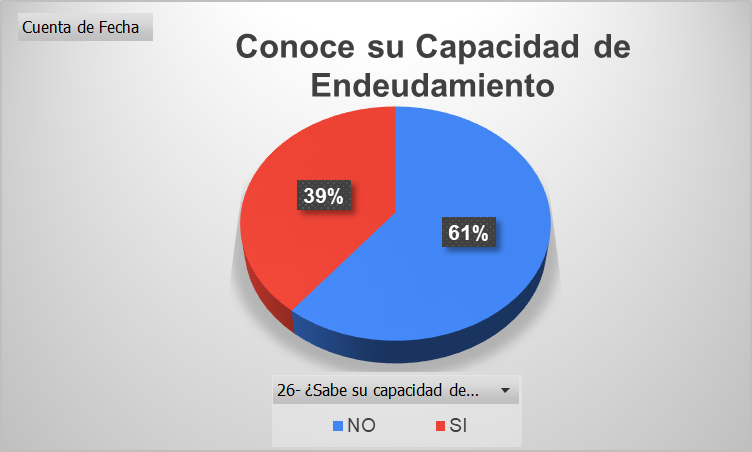 Cuenta de Fecha
Conoce su Capacidad de
Endeudamiento
39%
61%
26- ¿Sabe su capacidad de...
NO
SI